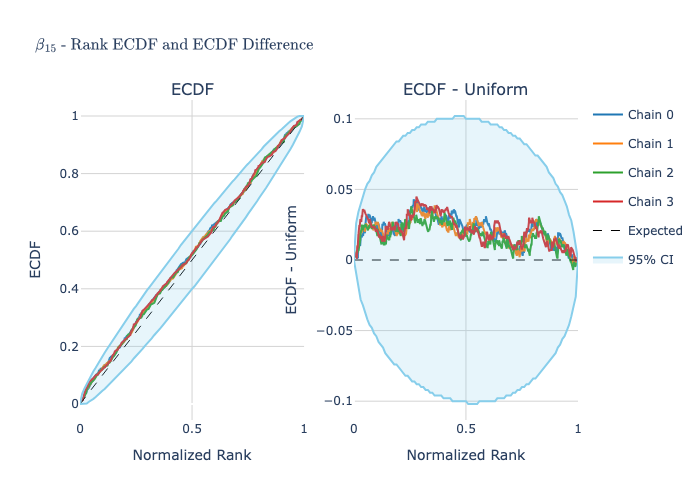 β15 - Rank ECDF and ECDF Difference
ECDF
ECDF - Uniform
ECDF
1
0.8
0.6
0.4
0.2
0
0
0.5
1
Normalized Rank
ECDF - Uniform
0.1
0.05
0
−0.05
−0.1
0
0.5
1
Normalized Rank
Chain 0
Chain 1
Chain 2
Chain 3
Expected
95% CI